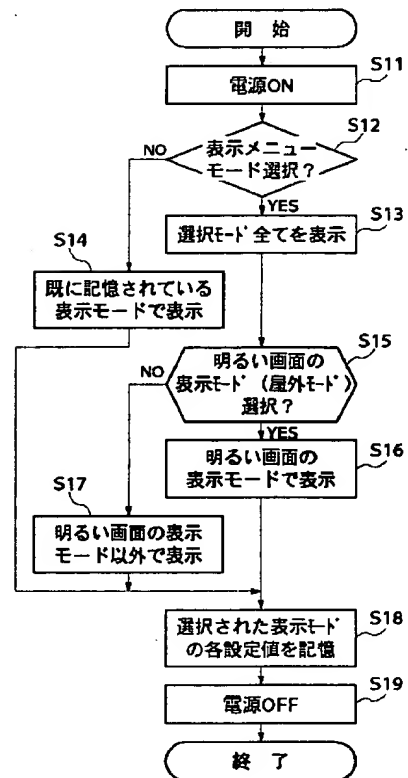 開 始
S11
電源ON
S12
表示メニュー
モード選択？
NO
YES
S13
選択ﾓｰﾄﾞ全てを表示
S14
既に記憶されている
表示モードで表示
S15
明るい画面の
表示ﾓｰﾄﾞ（屋外ﾓｰﾄﾞ）
選択？
NO
YES
S16
明るい画面の
表示モードで表示
S17
明るい画面の表示
モード以外で表示
S18
選択された表示ﾓｰﾄﾞ
の各設定値を記憶
S19
電源OFF
終 了